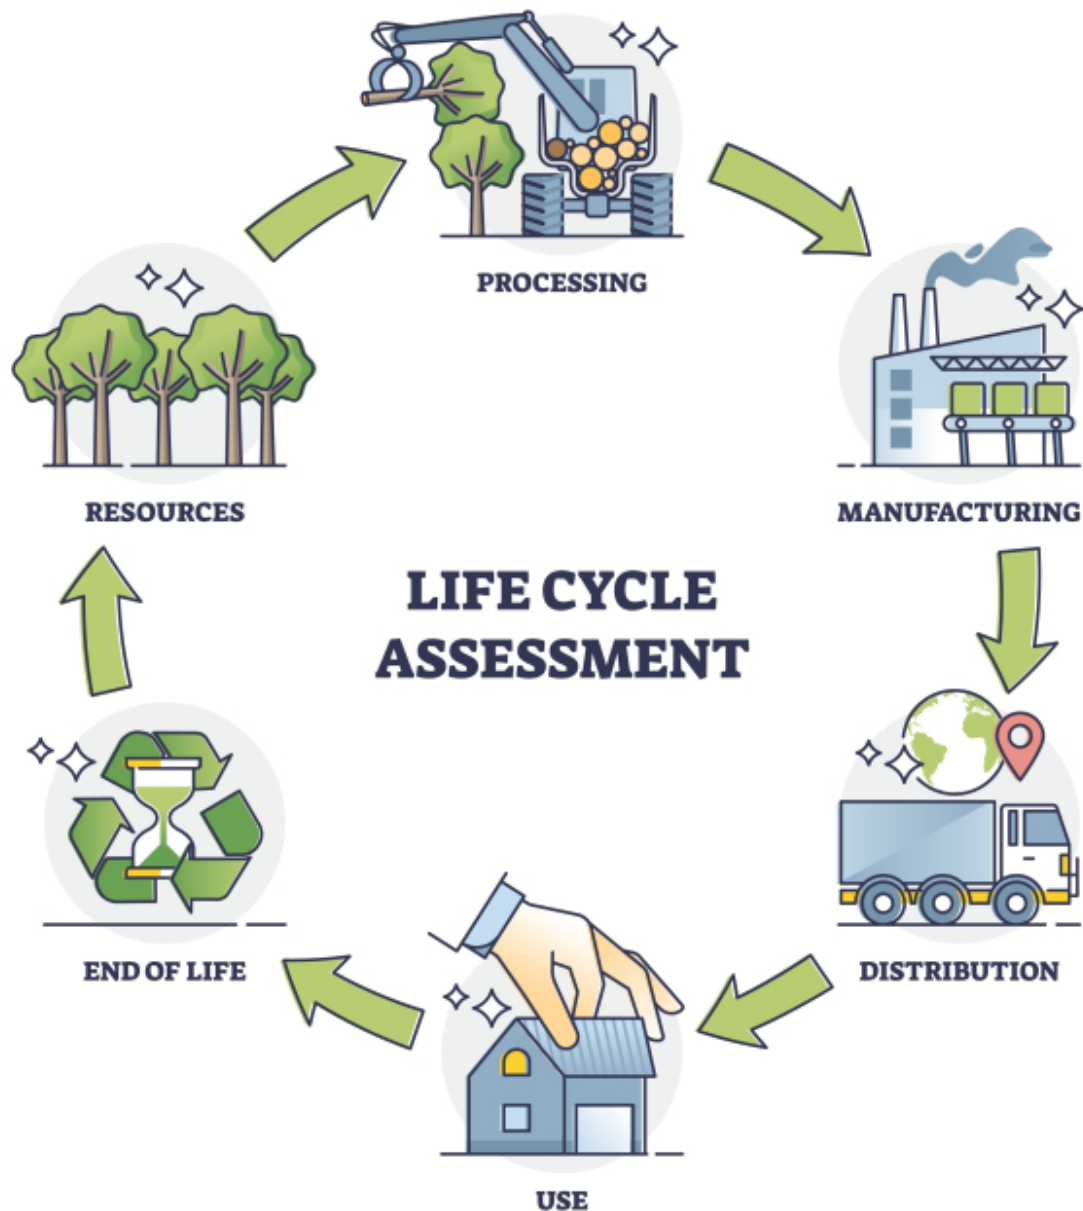 PROCESSING
RESOURCES
MANUFACTURING
LIFE CYCLE
ASSESSMENT
END OF LIFE
DISTRIBUTION
USE